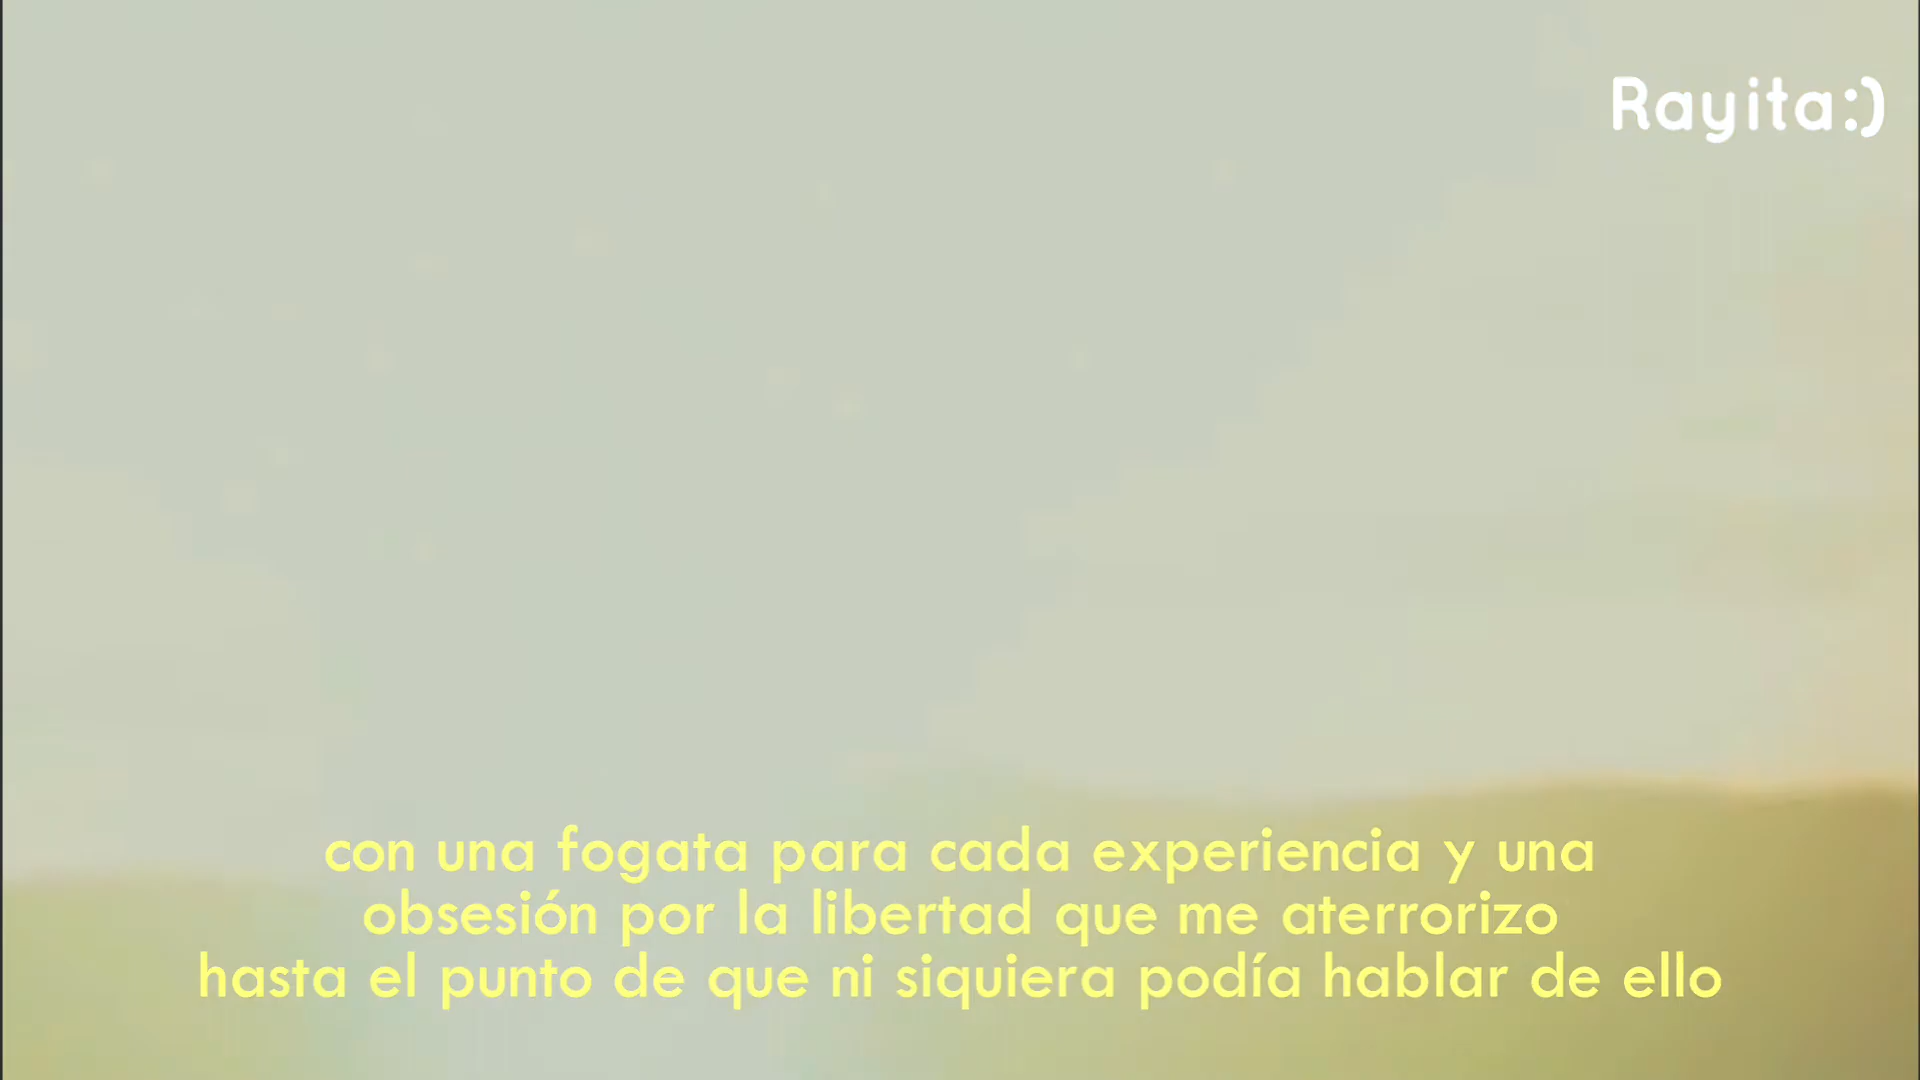 Rayita:)
con una fogata para cada experiencia y una
obsesión por la libertad que me aterrorizo
hasta el punto de que ni siquiera podía hablar de ello